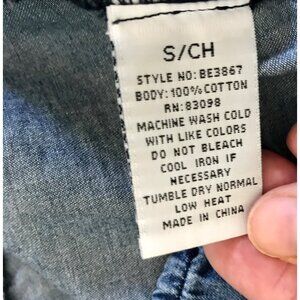 S/CH
STYLE NO: BE3867
BODY: 100% COTTON
RN: 83098
MACHINE WASH COLD
WITH LIKE COLORS
DO NOT BLEACH
COOL IRON IF
NECESSARY
TUMBLE DRY NORMAL
LOW HEAT
MADE IN CHINA